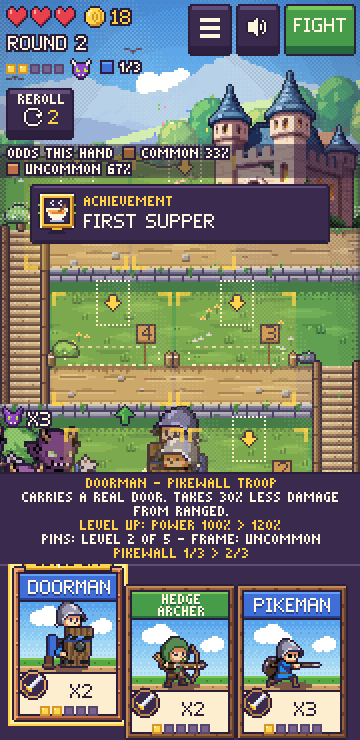 18
FIGHT
ROUND 2
1/3
REROLL
2
ODDS THIS HAND COMMON 33%
UNCOMMON 67%
ACHIEVEMENT
FIRST SUPPER
4
3
X3
DOORMAN - PIKEWALL TROOP
CARRIES A REAL DOOR. TAKES 30% LESS DAMAGE
FROM RANGED.
LEVEL UP: POWER 100% > 120%
PINS: LEVEL 2 OF 5 - FRAME: UNCOMMON
PIKEWALL 1/3 > 2/3
DOORMAN
X2
HEDGE
ARCHER
X2
PIKEMAN
X3